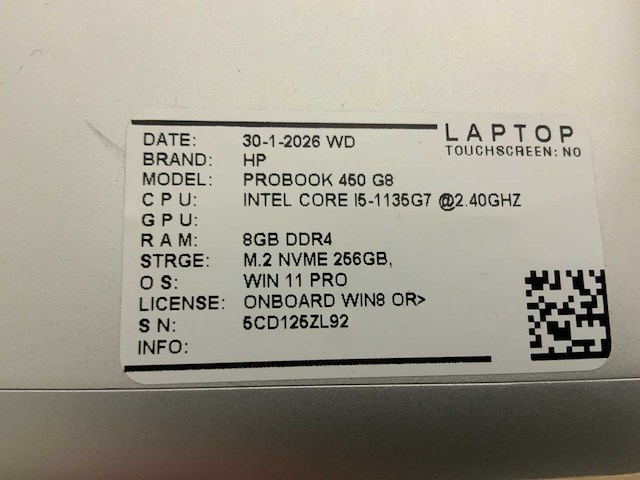 LAPTOP
TOUCHSCREEN: NO
DATE: 30-1-2026 WD
BRAND: HP
MODEL: PROBOOK 450 G8
CPU: INTEL CORE I5-1135G7 @2.40GHZ
GPU:
RAM: 8GB DDR4
STRGE: M.2 NVME 256GB,
OS: WIN 11 PRO
LICENSE: ONBOARD WIN8 OR>
SN: 5CD125ZL92
INFO: